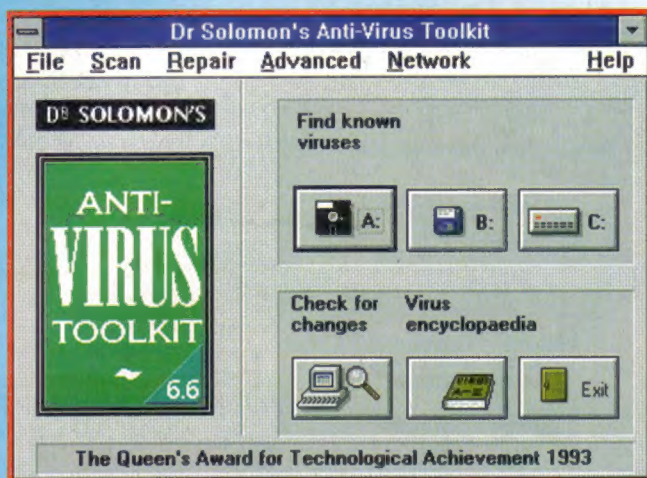 Dr Solomon's Anti-Virus Toolkit
File Scan Repair Advanced Network Help
DR SOLOMON'S
ANTI-
VIRUS
TOOLKIT
6.6
Find known
viruses
A: B: C:
Check for
changes
Virus
encyclopaedia
VIRUS
A-Z
Exit
The Queen's Award for Technological Achievement 1993